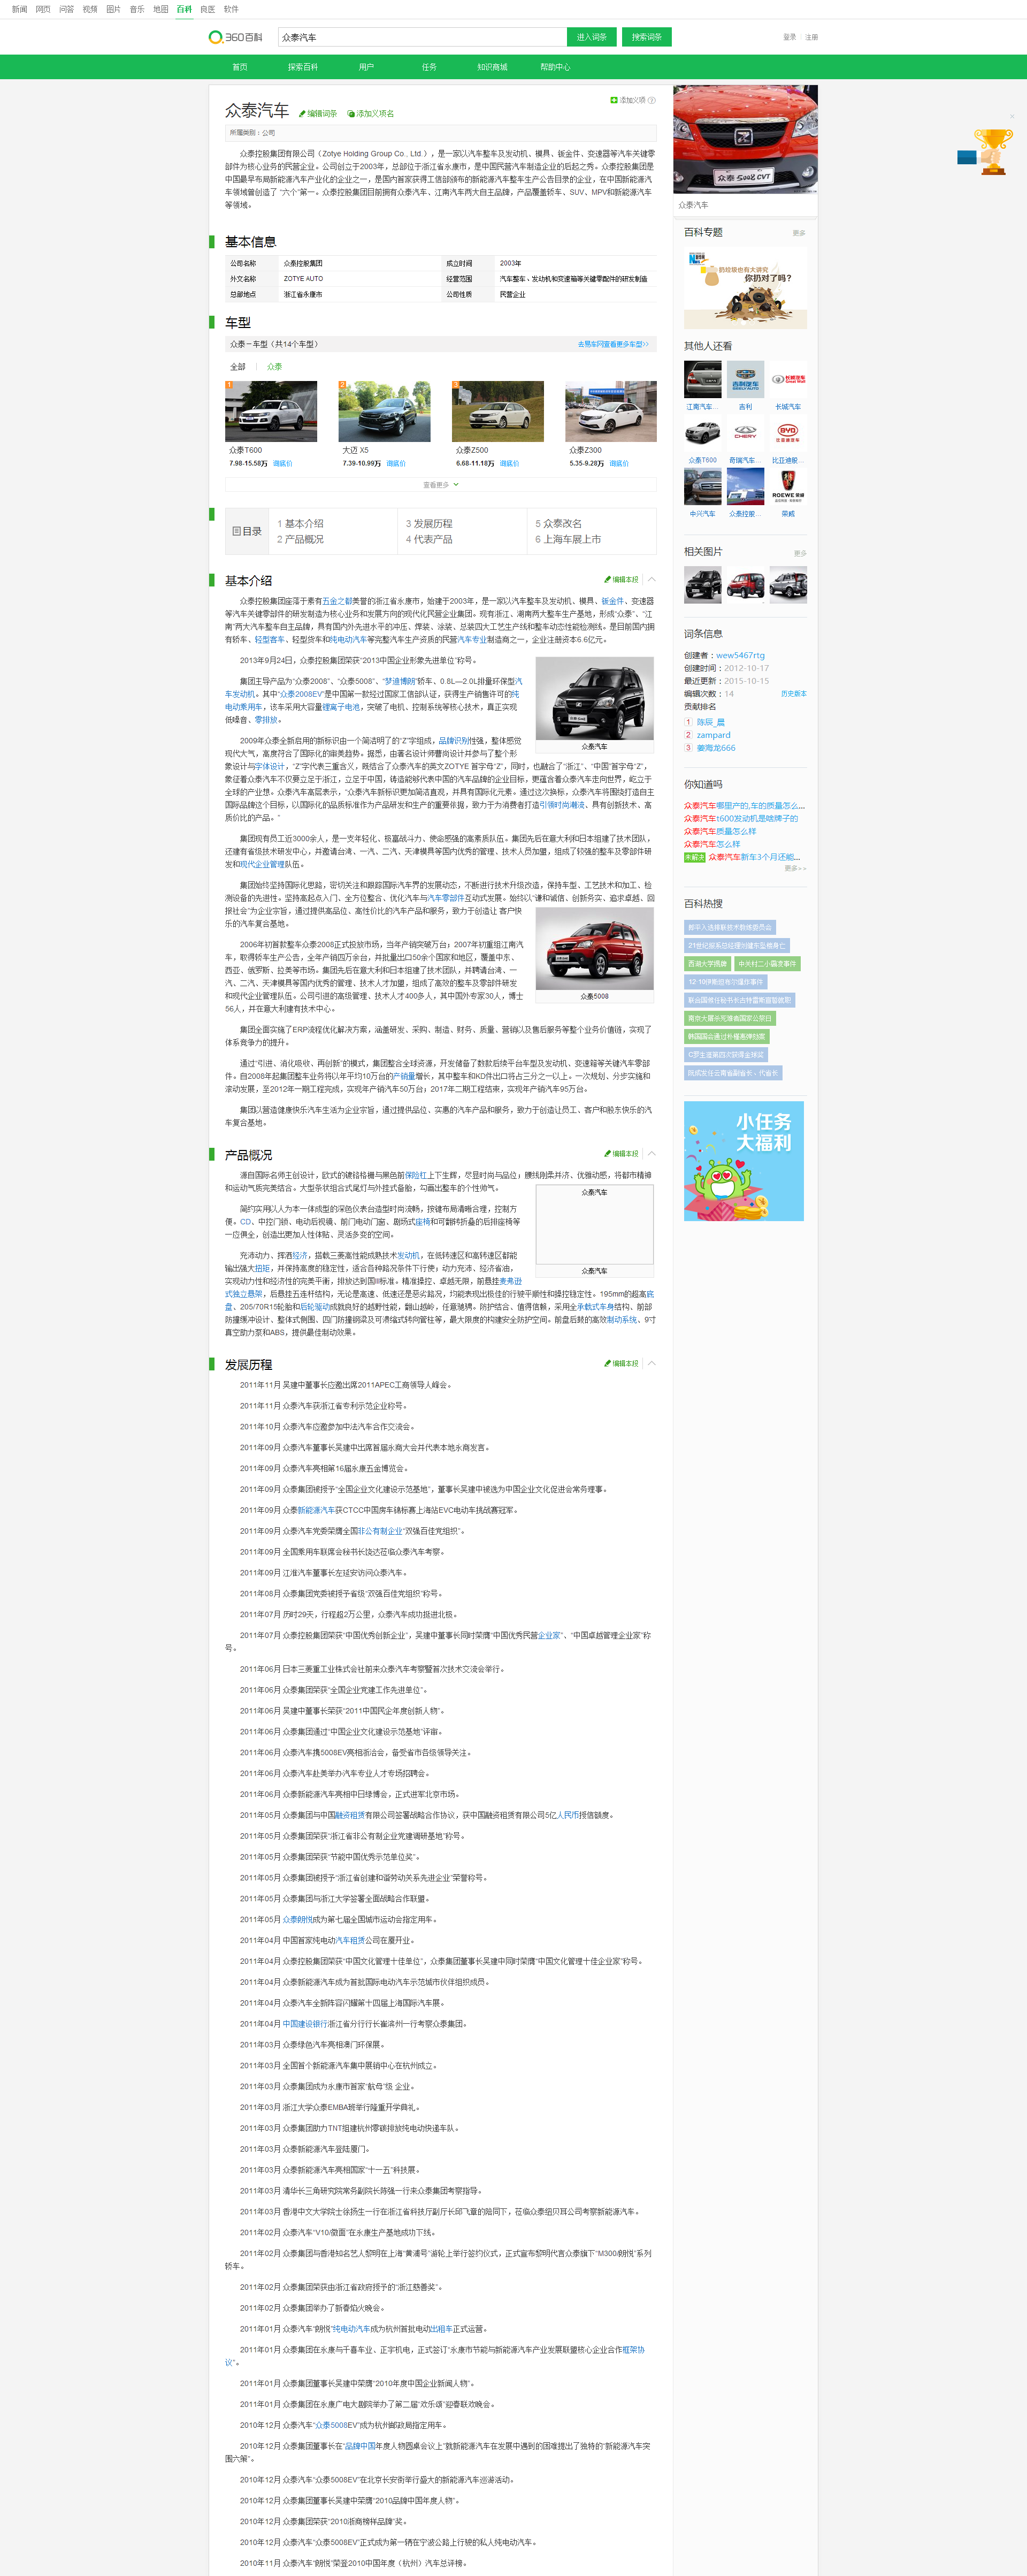 新闻 网页 问答 视频 图片 音乐 地图 百科 良医 软件
360百科
众泰汽车
进入词条
搜索词条
登录
注册
首页 探索百科 用户 任务 知识商城 帮助中心
众泰汽车
编辑词条
添加义项名
添加义项
所属类别：公司
众泰控股集团有限公司（Zotye Holding Group Co., Ltd.），是一家以汽车整车及发动机、模具、钣金件、变速器等汽车关键零
部件为核心业务的民营企业。公司创立于2003年，总部位于浙江省永康市，是中国民营汽车制造企业的后起之秀。众泰控股集团是
中国最早布局新能源汽车产业化的企业之一，是国内首家获得工信部颁布的新能源汽车整车生产公告目录的企业，在中国新能源汽
车领域曾创造了 "六个"第一。众泰控股集团目前拥有众泰汽车、江南汽车两大自主品牌，产品覆盖轿车、SUV、MPV和新能源汽车
等领域。
众泰 5008 CVT
众泰汽车
基本信息
公司名称 众泰控股集团 成立时间 2003年
外文名称 ZOTYE AUTO 经营范围 汽车整车、发动机和变速箱等关键零配件的研发制造
总部地点 浙江省永康市 公司性质 民营企业
车型
众泰－车型（共14个车型）
去易车网查看更多车型>>
全部
众泰
1
2
3
众泰T600
大迈 X5
众泰Z500
众泰Z300
7.98-15.58万 询底价
7.39-10.99万 询底价
6.68-11.18万 询底价
5.35-9.28万 询底价
查看更多
目录
1 基本介绍
2 产品概况
3 发展历程
4 代表产品
5 众泰改名
6 上海车展上市
基本介绍
编辑本段
众泰控股集团座落于素有五金之都美誉的浙江省永康市，始建于2003年，是一家以汽车整车及发动机、模具、钣金件、变速器
等汽车关键零部件的研发制造为核心业务和发展方向的现代化民营企业集团。现有浙江、湖南两大整车生产基地，形成"众泰"、"江
南"两大汽车整车自主品牌，具有国内外先进水平的冲压、焊装、涂装、总装四大工艺生产线和整车动态性能检测线。是目前国内拥
有轿车、轻型客车、轻型货车和纯电动汽车等完整汽车生产资质的民营汽车专业制造商之一，企业注册资本6.6亿元。
2013年9月24日，众泰控股集团荣获"2013中国企业形象先进单位"称号。
集团主导产品为"众泰2008"、"众泰5008"、"梦迪博朗"轿车、0.8L—2.0L排量环保型汽
车发动机。其中"众泰2008EV"是中国第一款经过国家工信部认证，获得生产销售许可的纯
电动乘用车，该车采用大容量锂离子电池，突破了电机、控制系统等核心技术，真正实现
低噪音、零排放。
众泰汽车
2009年众泰全新启用的新标识由一个简洁明了的"Z"字组成，品牌识别性强，整体感觉
现代大气，高度符合了国际化的审美趋势。据悉，由著名设计师曹尚设计并参与了整个形
象设计与字体设计，"Z"字代表三重含义，既结合了众泰汽车的英文ZOTYE 首字母"Z"，同时，也融合了"浙江"、"中国"首字母"Z"，
象征着众泰汽车不仅要立足于浙江，立足于中国，铸造能够代表中国的汽车品牌的企业目标，更蕴含着众泰汽车走向世界，屹立于
全球的产业梦想。众泰汽车高层表示，"众泰汽车新标识更加简洁直观，并具有国际化元素。通过这次换标，众泰汽车将围绕打造自主
国际品牌这个目标，以国际化的品质标准作为产品研发和生产的重要依据，致力于为消费者打造引领时尚潮流、具有创新技术、高
质价比的产品。"
集团现有员工近3000余人，是一支年轻化、极富战斗力、使命感强的高素质队伍。集团先后在意大利和日本组建了技术团队，
还建有省级技术研发中心，并邀请台湾、一汽、二汽、天津模具等国内优秀的管理、技术人员加盟，组成了较强的整车及零部件研
发和现代企业管理队伍。
集团始终坚持国际化思路，密切关注和跟踪国际汽车界的发展动态，不断进行技术升级改造，保持车型、工艺技术和加工、检
测设备的先进性。坚持高起点入门、全方位整合、优化汽车与汽车零部件互动式发展。始终以"谦和诚信、创新务实、追求卓越、回
报社会"为企业宗旨，通过提供高品位、高性价比的汽车产品和服务，致力于创造让 客户快
乐的汽车复合基地。
众泰5008
2006年初首款整车众泰2008正式投放市场，当年产销突破万台；2007年初重组江南汽
车，取得轿车生产公告，全年产销四万余台，并批量出口50余个国家和地区，覆盖中东、
西亚、俄罗斯、拉美等市场。集团先后在意大利和日本组建了技术团队，并聘请台湾、一
汽、二汽、天津模具等国内优秀的管理、技术人才加盟，组成了高效的整车及零部件研发
和现代企业管理队伍。公司引进的高级管理、技术人才400多人，其中国外专家30人，博士
56人，并在意大利建有技术中心。
集团全面实施了ERP流程优化解决方案，涵盖研发、采购、制造、财务、质量、营销以及售后服务等整个业务价值链，实现了
体系竞争力的提升。
通过"引进、消化吸收、再创新"的模式，集团整合全球资源，开发储备了数款后续平台车型及发动机、变速箱等关键汽车零部
件。自2008年起集团整车业务将以年平均10万台的产销量增长，其中整车和KD件出口将占三分之一以上。一次规划、分步实施和
滚动发展，至2012年一期工程完成，实现年产销汽车50万台；2017年二期工程结束，实现年产销汽车95万台。
集团以营造健康快乐汽车生活为企业宗旨，通过提供品位、实惠的汽车产品和服务，致力于创造让员工、客户和股东快乐的汽
车复合基地。
产品概况
编辑本段
源自国际名师主创设计，欧式的镀铬格栅与黑色前保险杠上下生辉，尽显时尚与品位，腰线刚柔并济、优雅动感，将都市精神
和运动气质完美结合。大型条状组合式尾灯与外挂式备胎，勾画出整车的个性帅气。
众泰汽车
众泰汽车
简约实用以人为本一体成型的深色仪表台造型时尚流畅，按键布局清晰合理，控制方
便。CD、中控门锁、电动后视镜、前门电动门窗、剧场式座椅和可翻转折叠的后排座椅等
一应俱全，创造出更加人性体贴、灵活多变的空间。
充沛动力、挥洒经济，搭载三菱高性能成熟技术发动机，在低转速区和高转速区都能
输出强大扭矩，并保持高度的稳定性，适合各种路况条件下行使，动力充沛、经济省油，
实现动力性和经济性的完美平衡，排放达到国III标准。精准操控、卓越无限，前悬挂麦弗逊
式独立悬架，后悬挂五连杆结构，无论是高速、低速还是恶劣路况，均能表现出极佳的行驶平顺性和操控稳定性。195mm的超高底
盘、205/70R15轮胎和后轮驱动成就良好的越野性能，翻山越岭，任意驰骋。防护结合、值得信赖，采用全承载式车身结构、前部
防撞缓冲设计、整体式侧围、四门防撞钢梁及可溃缩式转向管柱等，最大限度的构建安全防护空间。前盘后鼓的高效制动系统、9寸
真空助力泵和ABS，提供最佳制动效果。
发展历程
编辑本段
2011年11月 吴建中董事长应邀出席2011APEC工商领导人峰会。
2011年11月 众泰汽车获浙江省专利示范企业称号。
2011年10月 众泰汽车应邀参加中法汽车合作交流会。
2011年09月 众泰汽车董事长吴建中出席首届永商大会并代表本地永商发言。
2011年09月 众泰汽车亮相第16届永康五金博览会。
2011年09月 众泰集团被授予"全国企业文化建设示范基地"，董事长吴建中被选为中国企业文化促进会常务理事。
2011年09月 众泰新能源汽车获CTCC中国房车锦标赛上海站EVC电动车挑战赛冠军。
2011年09月 众泰汽车党委荣膺全国非公有制企业"双强百佳党组织"。
2011年09月 全国乘用车联席会秘书长饶达莅临众泰汽车考察。
2011年09月 江淮汽车董事长左延安访问众泰汽车。
2011年08月 众泰集团党委被授予省级"双强百佳党组织"称号。
2011年07月 历时29天，行程超2万公里，众泰汽车成功挺进北极。
2011年07月 众泰控股集团荣获"中国优秀创新企业"，吴建中董事长同时荣膺"中国优秀民营企业家"、"中国卓越管理企业家"称
号。
2011年06月 日本三菱重工业株式会社前来众泰汽车考察暨首次技术交流会举行。
2011年06月 众泰集团荣获"全国企业党建工作先进单位"。
2011年06月 吴建中董事长荣获"2011中国民企年度创新人物"。
2011年06月 众泰集团通过"中国企业文化建设示范基地"评审。
2011年06月 众泰汽车携5008EV亮相浙洽会，备受省市各级领导关注。
2011年06月 众泰汽车赴美举办汽车专业人才专场招聘会。
2011年06月 众泰新能源汽车亮相中日绿博会，正式进军北京市场。
2011年05月 众泰集团与中国融资租赁有限公司签署战略合作协议，获中国融资租赁有限公司5亿人民币授信额度。
2011年05月 众泰集团荣获"浙江省非公有制企业党建调研基地"称号。
2011年05月 众泰集团荣获"节能中国优秀示范单位奖"。
2011年05月 众泰集团被授予"浙江省创建和谐劳动关系先进企业"荣誉称号。
2011年05月 众泰集团与浙江大学签署全面战略合作联盟。
2011年05月 众泰朗悦成为第七届全国城市运动会指定用车。
2011年04月 中国首家纯电动汽车租赁公司在厦开业。
2011年04月 众泰控股集团荣获"中国文化管理十佳单位"，众泰集团董事长吴建中同时荣膺"中国文化管理十佳企业家"称号。
2011年04月 众泰新能源汽车成为首批国际电动汽车示范城市伙伴组织成员。
2011年04月 众泰汽车全新阵容闪耀第十四届上海国际汽车展。
2011年04月 中国建设银行浙江省分行行长崔滨州一行考察众泰集团。
2011年03月 众泰绿色汽车亮相澳门环保展。
2011年03月 全国首个新能源汽车集中展销中心在杭州成立。
2011年03月 众泰集团成为永康市首家"航母"级 企业。
2011年03月 浙江大学众泰EMBA班举行隆重开学典礼。
2011年03月 众泰集团助力TNT组建杭州零碳排放纯电动快递车队。
2011年03月 众泰新能源汽车登陆厦门。
2011年03月 众泰新能源汽车亮相国家"十一五"科技展。
2011年03月 清华长三角研究院常务副院长陈强一行来众泰集团考察指导。
2011年03月 香港中文大学院士徐扬生一行在浙江省科技厅副厅长邱飞章的陪同下，莅临众泰纽贝耳公司考察新能源汽车。
2011年02月 众泰汽车"V10/徽面"在永康生产基地成功下线。
2011年02月 众泰集团与香港知名艺人黎明在上海"黄浦号"游轮上举行签约仪式，正式宣布黎明代言众泰旗下"M300/朗悦"系列
轿车。
2011年02月 众泰集团荣获由浙江省政府授予的"浙江慈善奖"。
2011年02月 众泰集团举办了新春焰火晚会。
2011年01月 众泰汽车"朗悦"纯电动汽车成为杭州首批电动出租车正式运营。
2011年01月 众泰集团在永康与千喜车业、正宇机电，正式签订"永康市节能与新能源汽车产业发展联盟核心企业合作框架协
议"。
2011年01月 众泰集团董事长吴建中荣膺"2010年度中国企业新闻人物"。
2011年01月 众泰集团在永康广电大剧院举办了第二届"欢乐颂"迎春联欢晚会。
2010年12月 众泰汽车"众泰5008EV"成为杭州邮政局指定用车。
2010年12月 众泰集团董事长在"品牌中国年度人物圆桌会议上"就新能源汽车在发展中遇到的困难提出了独特的"新能源汽车突
围六策"。
2010年12月 众泰汽车"众泰5008EV"在北京长安街举行盛大的新能源汽车巡游活动。
2010年12月 众泰集团董事长吴建中荣膺"2010品牌中国年度人物"。
2010年12月 众泰集团荣获"2010浙商榜样品牌"奖。
2010年12月 众泰汽车"众泰5008EV"正式成为第一辆在宁波公路上行驶的私人纯电动汽车。
2010年11月 众泰汽车"朗悦"荣登2010中国年度（杭州）汽车总评榜。
百科专题
更多
扔垃圾也有大讲究
你扔对了吗？
其他人还看
江南汽车... 吉利 长城汽车
众泰T600 奇瑞汽车... 比亚迪股...
中兴汽车 众泰控股... 荣威
相关图片
更多
词条信息
创建者：wew5467rtg
创建时间：2012-10-17
最近更新：2015-10-15
编辑次数：14
历史版本
贡献排名
1 陈辰_晨
2 zampard
3 姜海龙666
你知道吗
众泰汽车哪里产的,车的质量怎么...
众泰汽车t600发动机是啥牌子的
众泰汽车质量怎么样
众泰汽车怎么样
未解决 众泰汽车新车3个月还能...
更多>>
百科热搜
郎平入选排联技术教练委员会
西湖大学揭牌
中关村二小霸凌事件
小任务
大福利